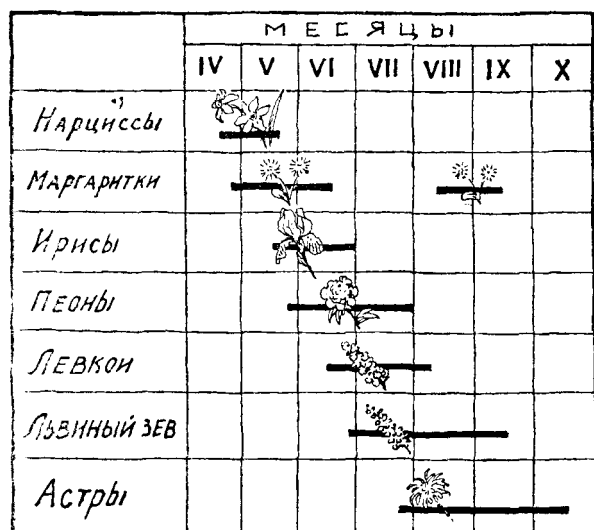 МЕСЯЦЫ
IV V VI VII VIII IX X
Нарциссы
Маргаритки
Ирисы
Пеоны
Левкои
Львиный зев
Астры